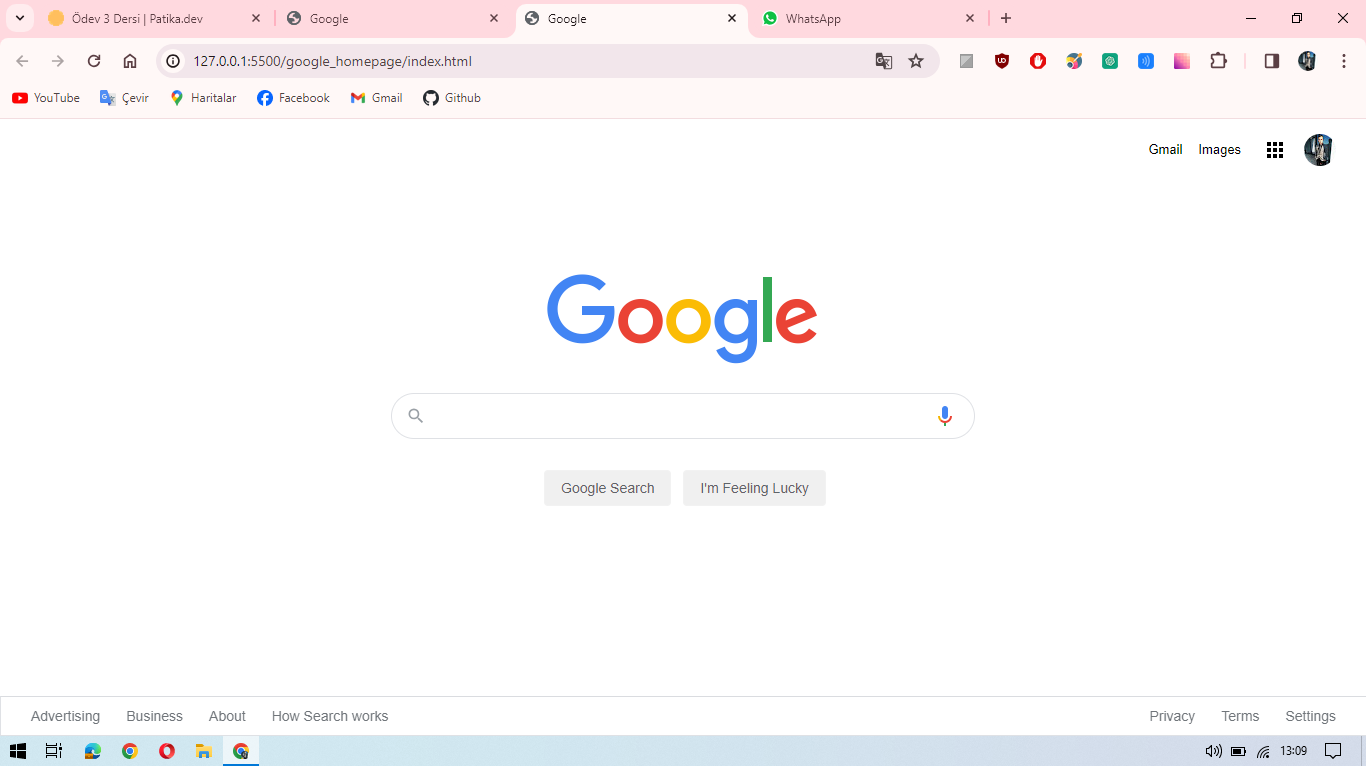 Ödev 3 Dersi | Patika.dev Google Google WhatsApp
127.0.0.1:5500/google_homepage/index.html
YouTube Çevir Haritalar Facebook Gmail Github
Gmail Images
Google
Google Search I'm Feeling Lucky
Advertising Business About How Search works Privacy Terms Settings
13:09